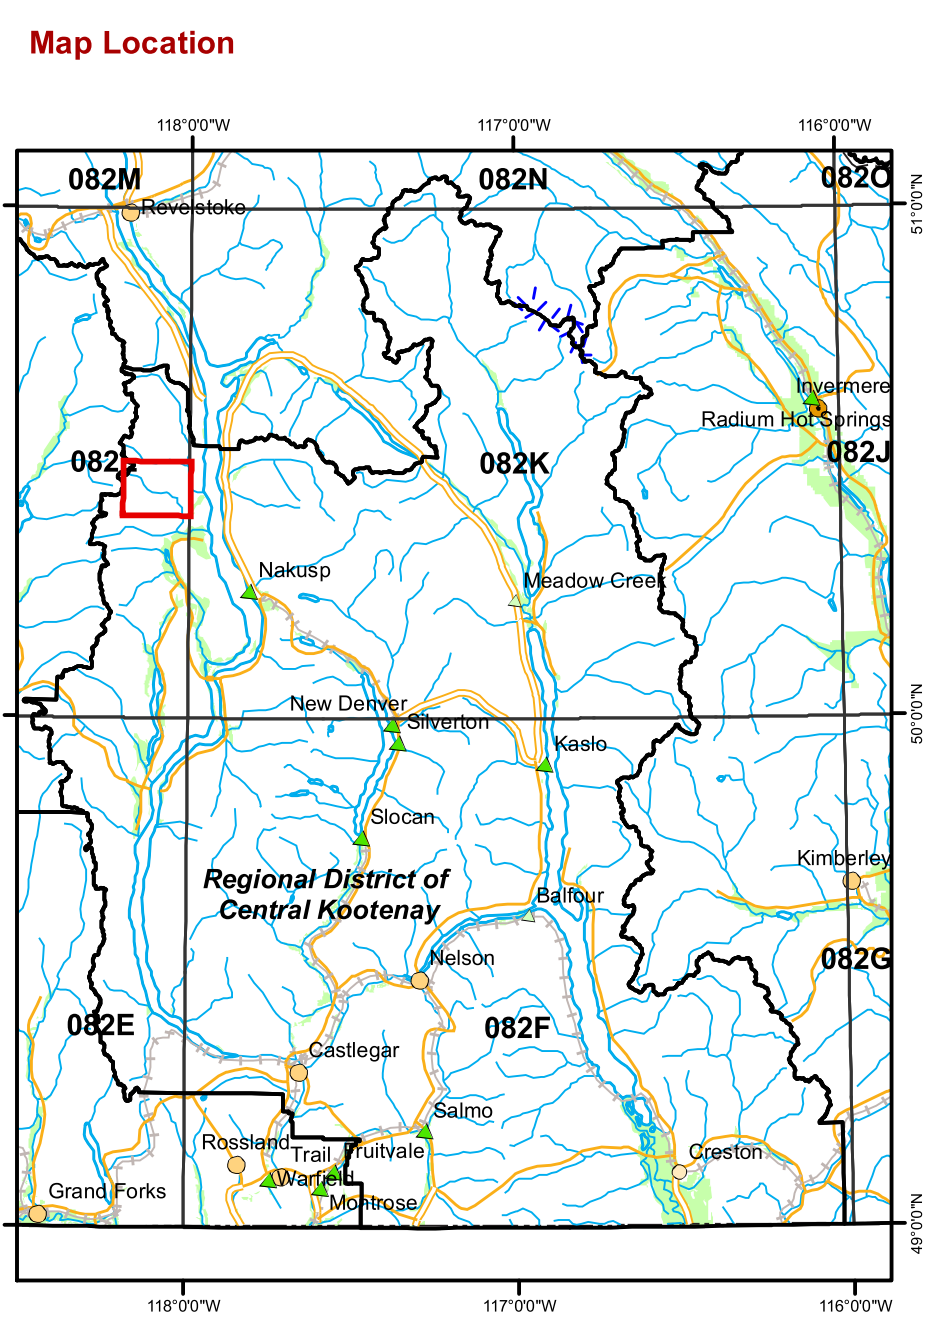 Map Location
118°0'0"W
117°0'0"W
116°0'0"W
082M
082N
082O
51°0'0"N
Revelstoke
Invermere
Radium Hot Springs
082J
082K
Nakusp
Meadow Creek
New Denver
Silverton
50°0'0"N
Kaslo
Slocan
Kimberley
Regional District of
Central Kootenay
Balfour
Nelson
082G
082E
082F
Castlegar
Salmo
Rossland
Trail
Fruitvale
Creston
Warfield
Grand Forks
Montrose
49°0'0"N
118°0'0"W
117°0'0"W
116°0'0"W